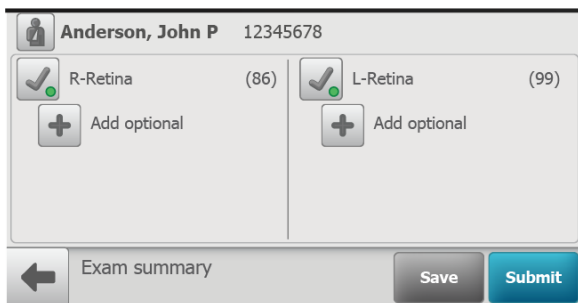 Anderson, John P 12345678
R-Retina (86)
Add optional
L-Retina (99)
Add optional
Exam summary
Save
Submit